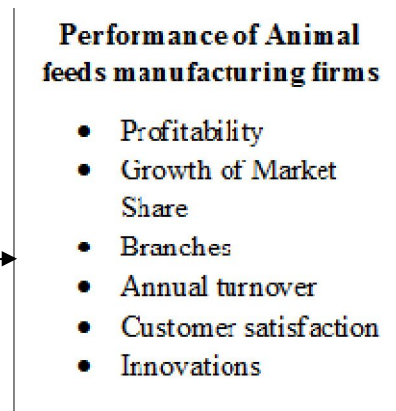 Performance of Animal
feeds manufacturing firms
• Profitability
• Growth of Market
Share
• Branches
• Annual turnover
• Customer satisfaction
• Innovations